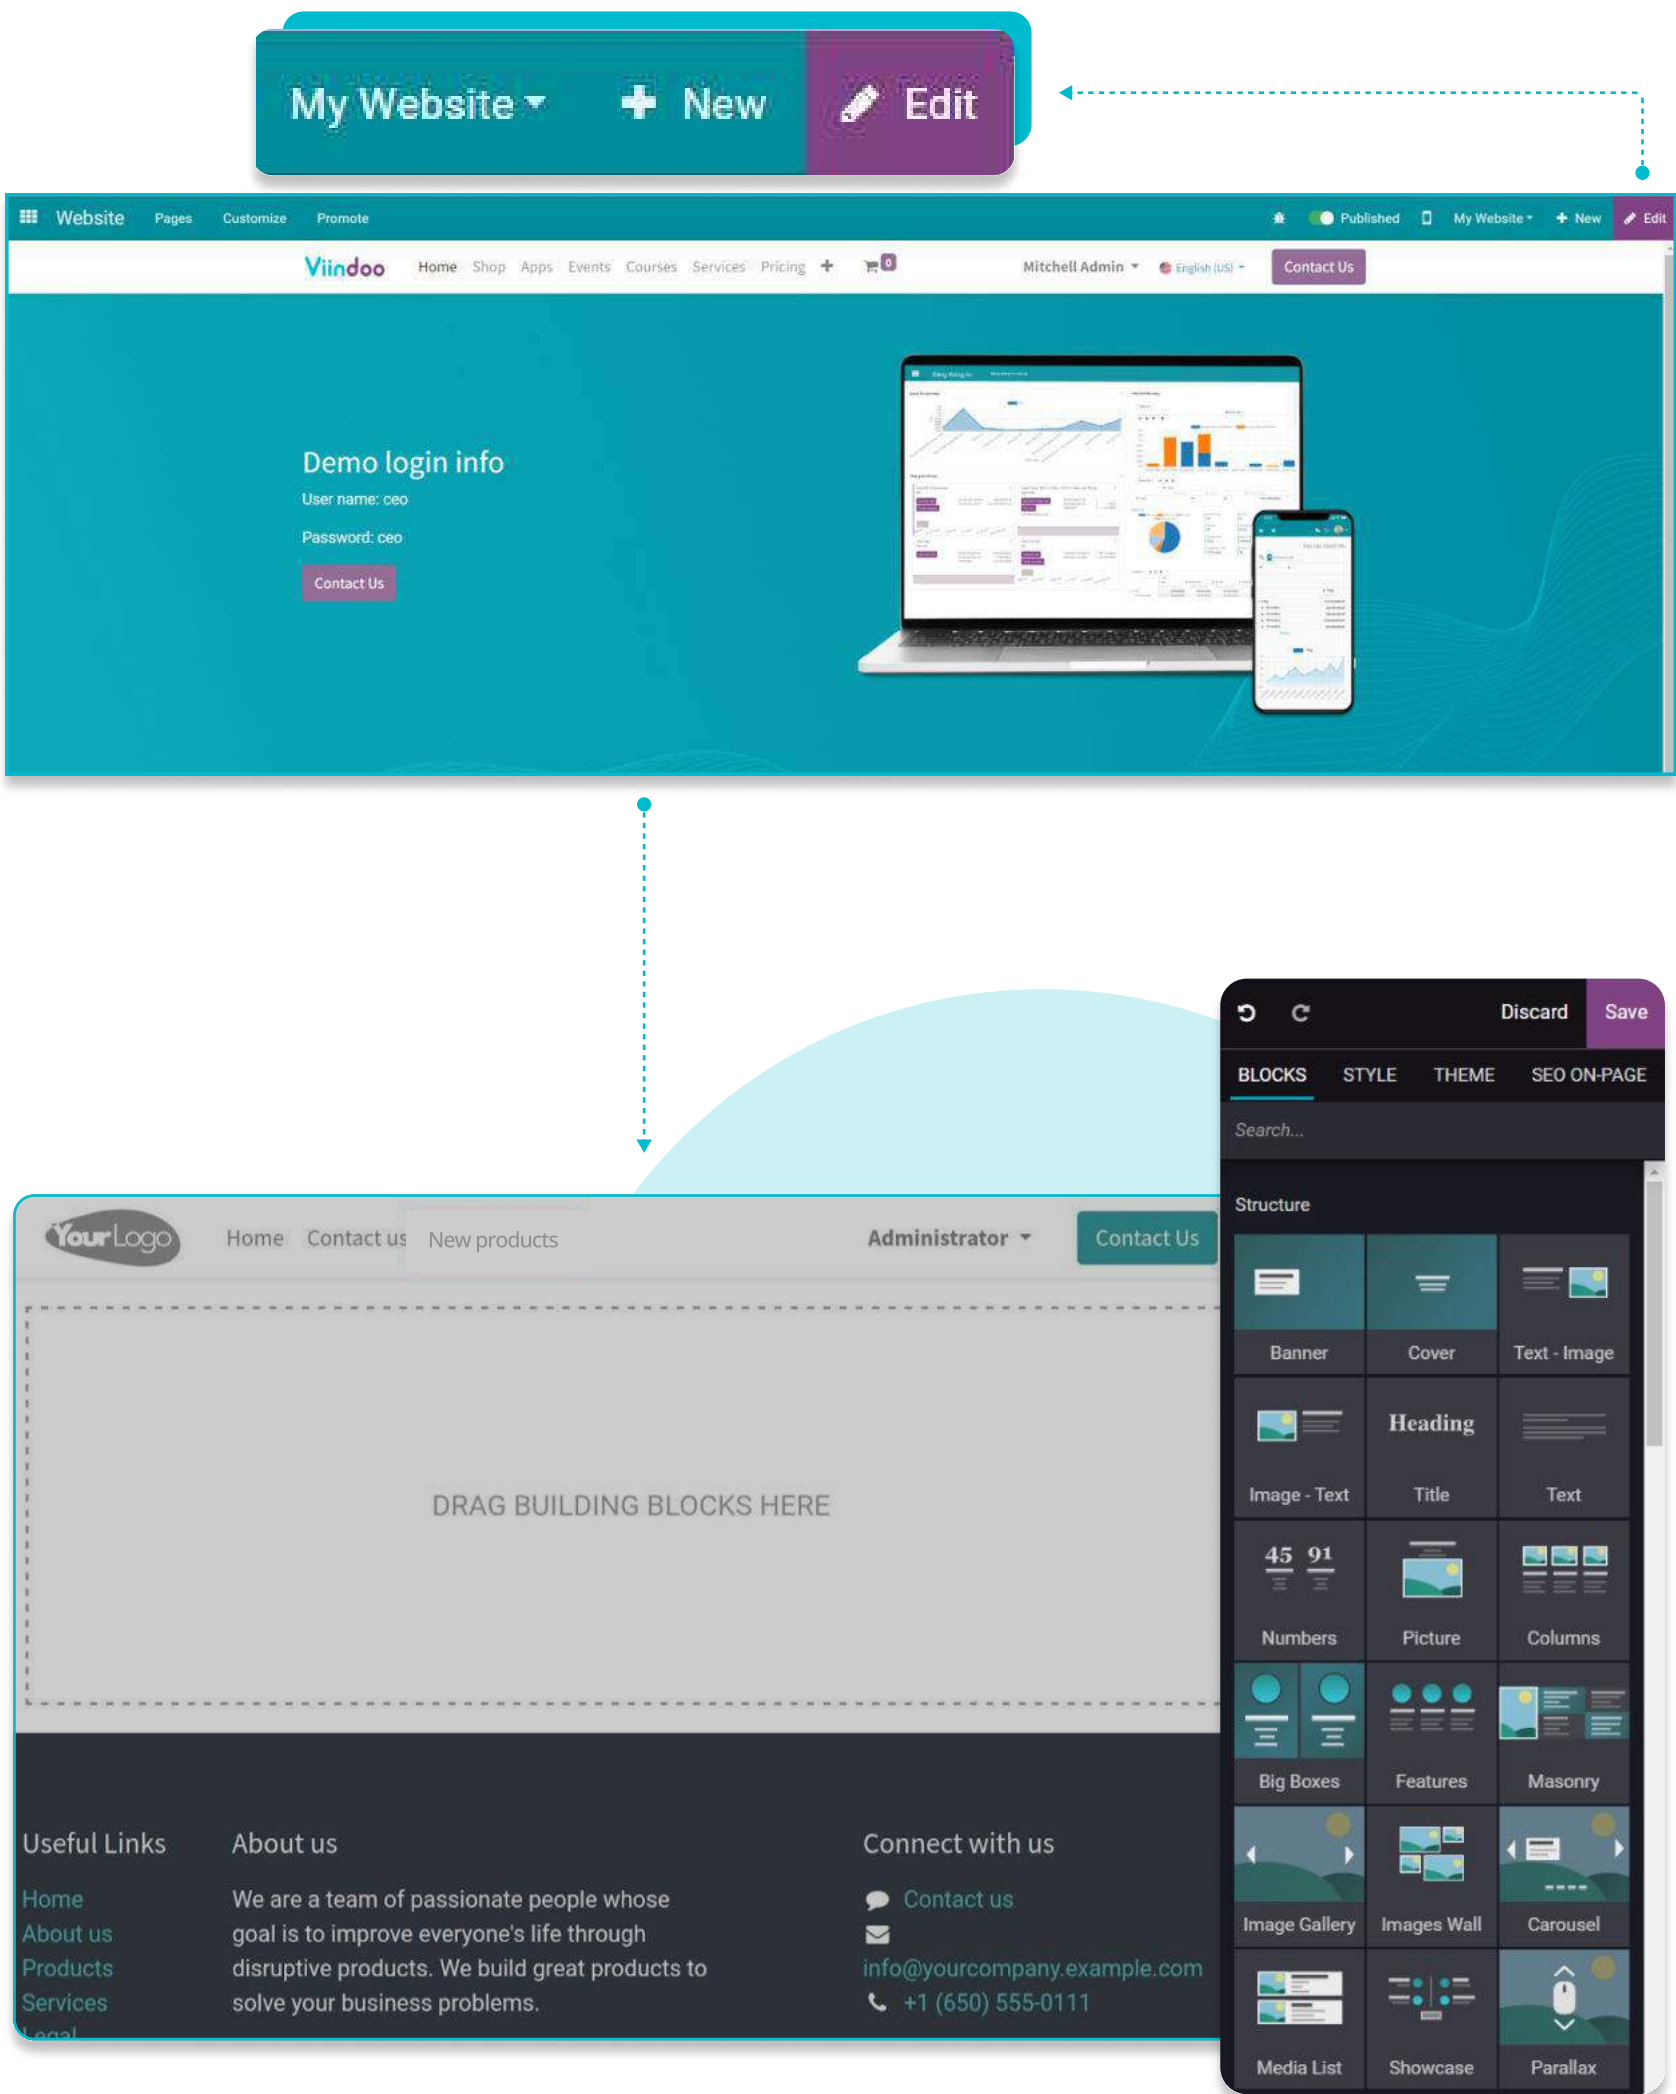 My Website
New
Edit
Website Pages Customize Promote Published My Website New Edit
Viindoo Home Shop Apps Events Courses Services Pricing 0 Mitchell Admin English (US) Contact Us
Demo login info
User name: ceo
Password: ceo
Contact Us
Discard Save
BLOCKS STYLE THEME SEO ON-PAGE
Search...
Structure
Banner Cover Text - Image
Heading
Image - Text Title Text
45 91
Numbers Picture Columns
Big Boxes Features Masonry
Image Gallery Images Wall Carousel
Media List Showcase Parallax
YourLogo Home Contact us New products Administrator Contact Us
DRAG BUILDING BLOCKS HERE
Useful Links
Home
About us
Products
Services
Legal
About us
We are a team of passionate people whose
goal is to improve everyone's life through
disruptive products. We build great products to
solve your business problems.
Connect with us
Contact us
info@yourcompany.example.com
+1 (650) 555-0111